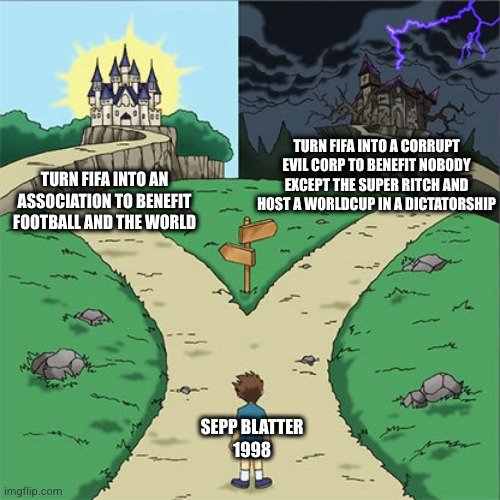 TURN FIFA INTO A CORRUPT
EVIL CORP TO BENEFIT NOBODY
EXCEPT THE SUPER RITCH AND
HOST A WORLDCUP IN A DICTATORSHIP
TURN FIFA INTO AN
ASSOCIATION TO BENEFIT
FOOTBALL AND THE WORLD
SEPP BLATTER
1998
imgflip.com